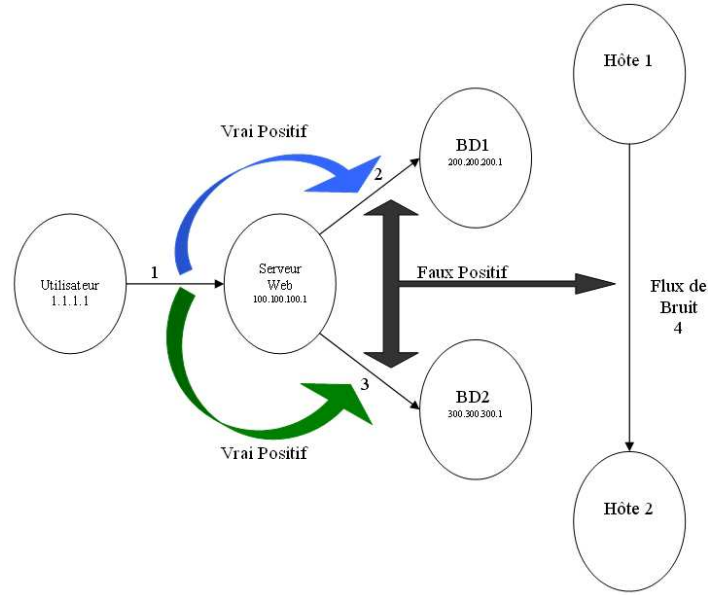 Hôte 1
Vrai Positif
BD1
200.200.200.1
2
1
Utilisateur
1.1.1.1
Serveur
Web
100.100.100.1
Faux Positif
Flux de
Bruit
4
3
BD2
300.300.300.1
Vrai Positif
Hôte 2